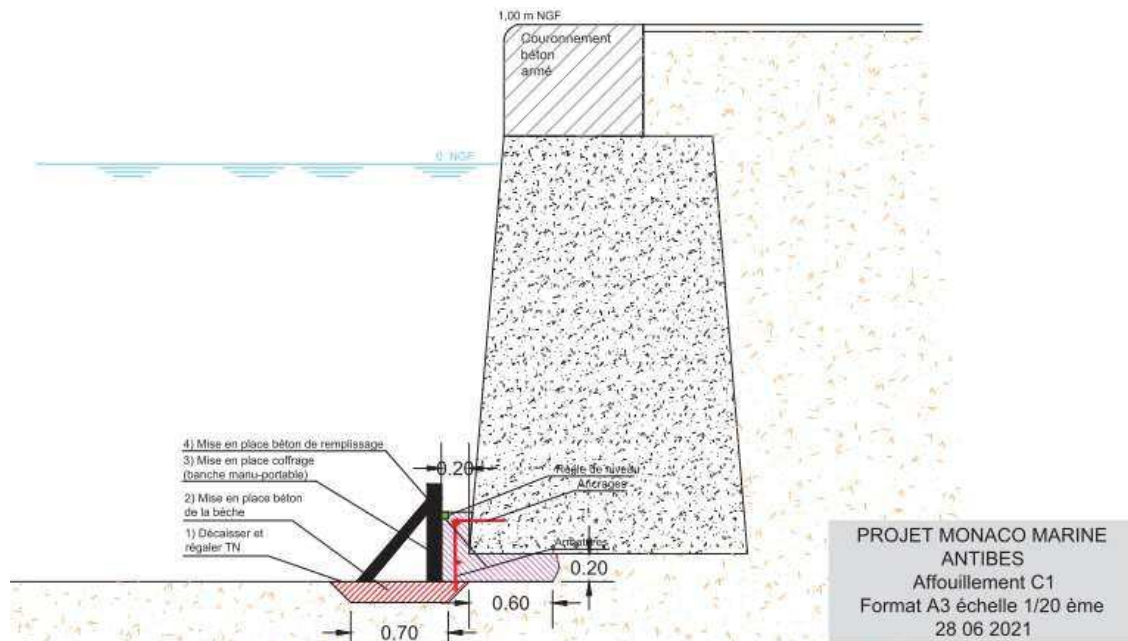 1,00 m NGF
Couronnement
béton
armé
0 NGF
4) Mise en place béton de remplissage
3) Mise en place coffrage
(banche manu-portable)
2) Mise en place béton
de la bèche
1) Décaisser et
régaler TN
0.20
Règle de niveau
Ancrages
Armatures
0.20
0.60
0.70
PROJET MONACO MARINE
ANTIBES
Affouillement C1
Format A3 échelle 1/20 ème
28 06 2021